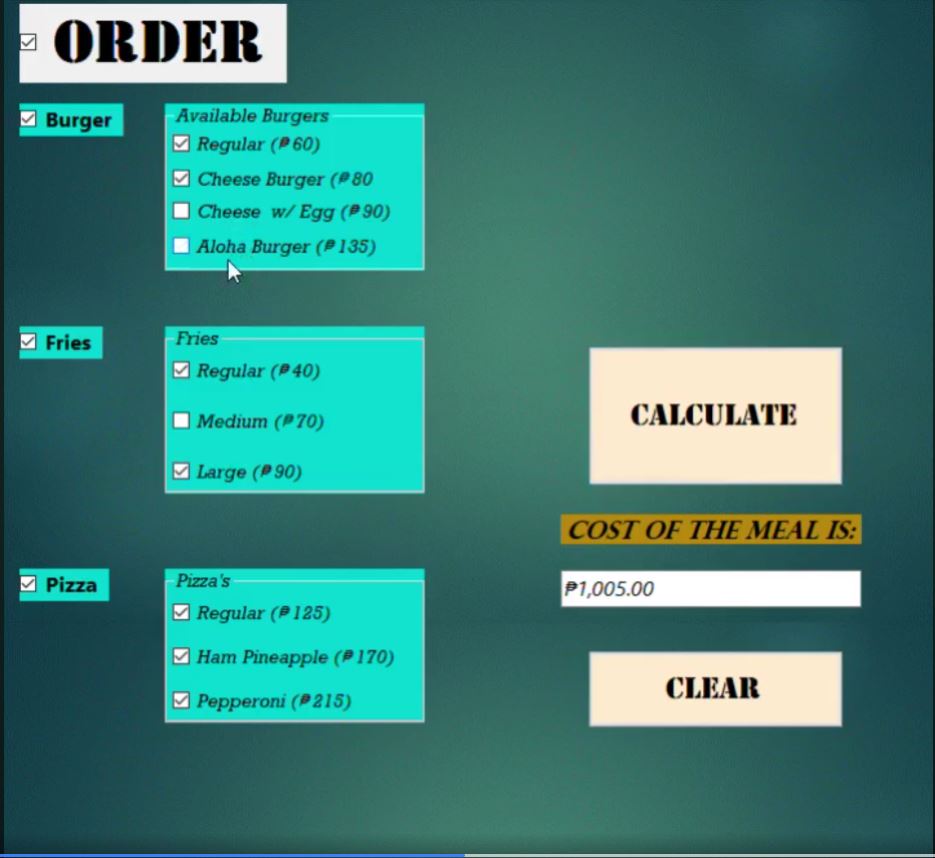 ORDER
Burger
Available Burgers
Regular (₱60)
Cheese Burger (₱80
Cheese w/ Egg (₱90)
Aloha Burger (₱135)
Fries
Fries
Regular (₱40)
Medium (₱70)
Large (₱90)
CALCULATE
COST OF THE MEAL IS:
₱1,005.00
Pizza
Pizza's
Regular (₱125)
Ham Pineapple (₱170)
Pepperoni (₱215)
CLEAR